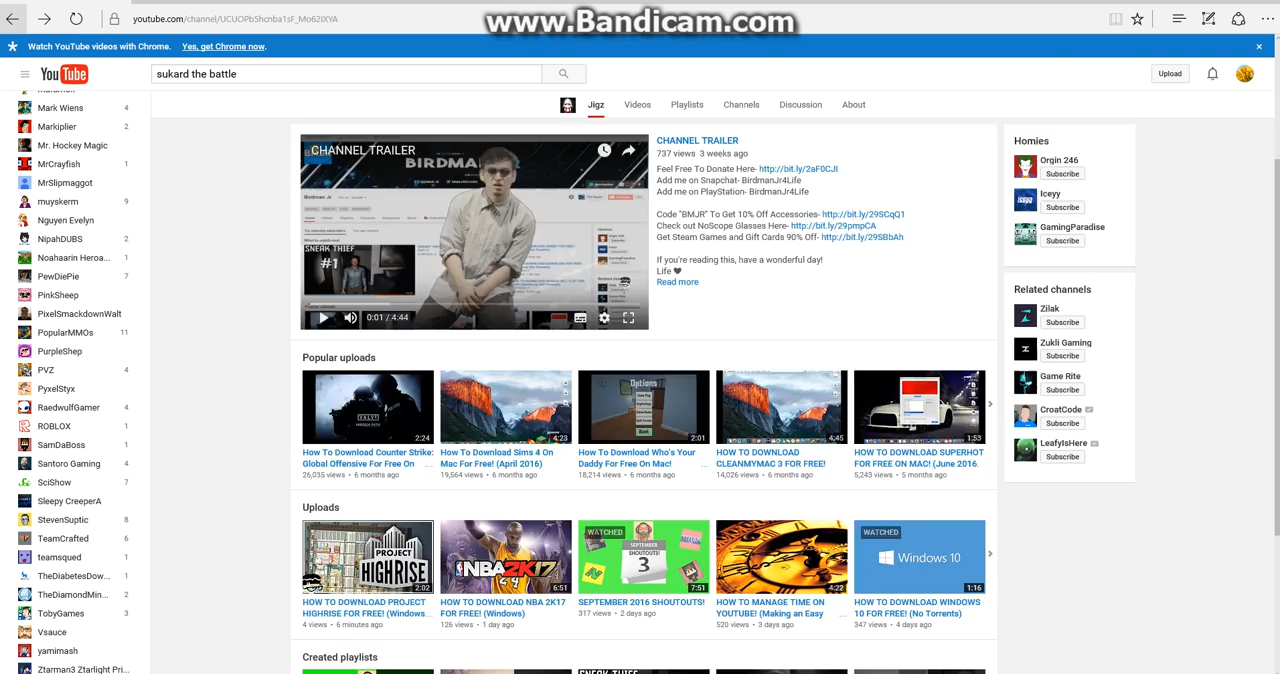 www.Bandicam.com
youtube.com/channel/UCUOPb5hcnba1sF_Mo62IXYA
Watch YouTube videos with Chrome. Yes, get Chrome now. ×
YouTube
sukard the battle
Upload
Jigz Videos Playlists Channels Discussion About
Mark Wiens 4
Markiplier 2
Mr. Hockey Magic
MrCrayfish 1
MrSlipmaggot
muyskerm 9
Nguyen Evelyn
NipahDUBS 2
Noahaarin Heroa... 1
PewDiePie 7
PinkSheep
PixelSmackdownWalt
PopularMMOs 11
PurpleShep
PVZ 4
PyxelStyx
RaedwulfGamer 4
ROBLOX 1
SamDaBoss 1
Santoro Gaming 4
SciShow 7
Sleepy CreeperA
StevenSuptic 8
TeamCrafted 6
teamsqued 1
TheDiabetesDow... 1
TheDiamondMin... 2
TobyGames 3
Vsauce
yamimash
Ztarman3 Ztarlight Pri...
CHANNEL TRAILER
BIRDMA
SNEAK THIEF
#1
0:01 / 4:44
CHANNEL TRAILER
737 views 3 weeks ago
Feel Free To Donate Here- http://bit.ly/2aF0CJI
Add me on Snapchat- BirdmanJr4Life
Add me on PlayStation- BirdmanJr4Life
Code "BMJR" To Get 10% Off Accessories- http://bit.ly/29SCqQ1
Check out NoScope Glasses Here- http://bit.ly/29pmpCA
Get Steam Games and Gift Cards 90% Off- http://bit.ly/29SBbAh
If you're reading this, have a wonderful day!
Life ❤
Read more
Homies
Orgin 246
Subscribe
Iceyy
Subscribe
GamingParadise
Subscribe
Related channels
Zilak
Subscribe
Zukli Gaming
Subscribe
Game Rite
Subscribe
CroatCode
Subscribe
LeafyIsHere
Subscribe
Popular uploads
VALVE
2:24
4:23
Options
2:01
4:45
1:53
How To Download Counter Strike: Global Offensive For Free On ...
26,035 views • 6 months ago
How To Download Sims 4 On Mac For Free! (April 2016)
19,564 views • 6 months ago
How To Download Who's Your Daddy For Free On Mac! ...
18,214 views • 6 months ago
HOW TO DOWNLOAD CLEANMYMAC 3 FOR FREE!
14,026 views • 6 months ago
HOW TO DOWNLOAD SUPERHOT FOR FREE ON MAC! (June 2016
5,243 views • 5 months ago
Uploads
PROJECT HIGHRISE
2:02
NBA2K17
6:51
WATCHED
SEPTEMBER
3
7:51
4:22
WATCHED
Windows 10
1:16
HOW TO DOWNLOAD PROJECT HIGHRISE FOR FREE! (Windows...
4 views • 6 minutes ago
HOW TO DOWNLOAD NBA 2K17 FOR FREE! (Windows)
126 views • 1 day ago
SEPTEMBER 2016 SHOUTOUTS!
317 views • 2 days ago
HOW TO MANAGE TIME ON YOUTUBE! (Making an Easy ...
520 views • 3 days ago
HOW TO DOWNLOAD WINDOWS 10 FOR FREE! (No Torrents)
347 views • 4 days ago
Created playlists